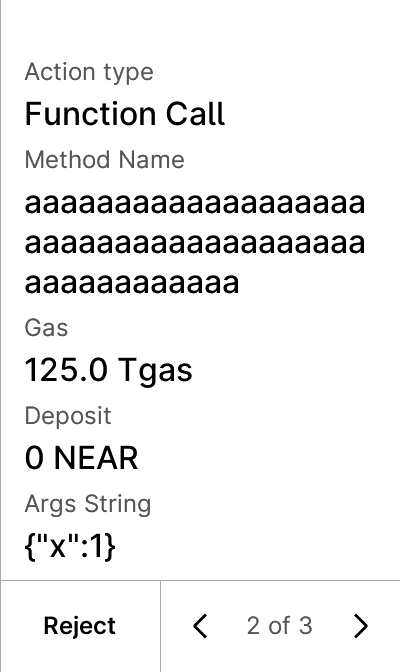 Action type
Function Call
Method Name
aaaaaaaaaaaaaaaaaaa
aaaaaaaaaaaaaaaaaaa
aaaaaaaaaaaa
Gas
125.0 Tgas
Deposit
0 NEAR
Args String
{"x":1}
Reject
2 of 3